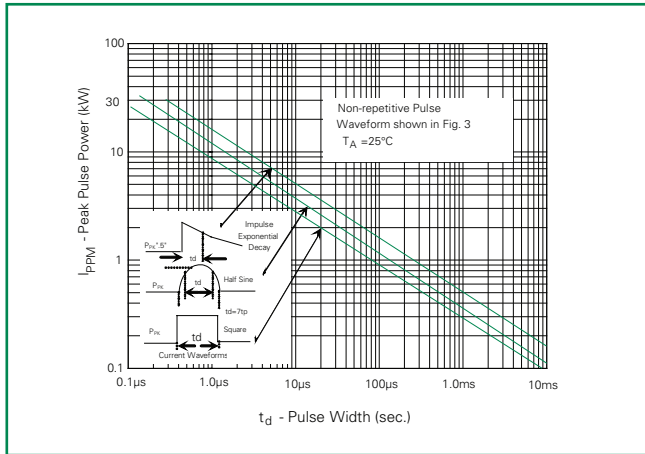 100
30
10
1
0.1
I_PPM - Peak Pulse Power (kW)
Non-repetitive Pulse
Waveform shown in Fig. 3
T_A =25°C
Impulse
Exponential
Decay
P_PK*.5"
td
P_PK
td
Half Sine
td=7tp
P_PK
td
Square
Current Waveforms
0.1µs
1.0µs
10µs
100µs
1.0ms
10ms
t_d - Pulse Width (sec.)